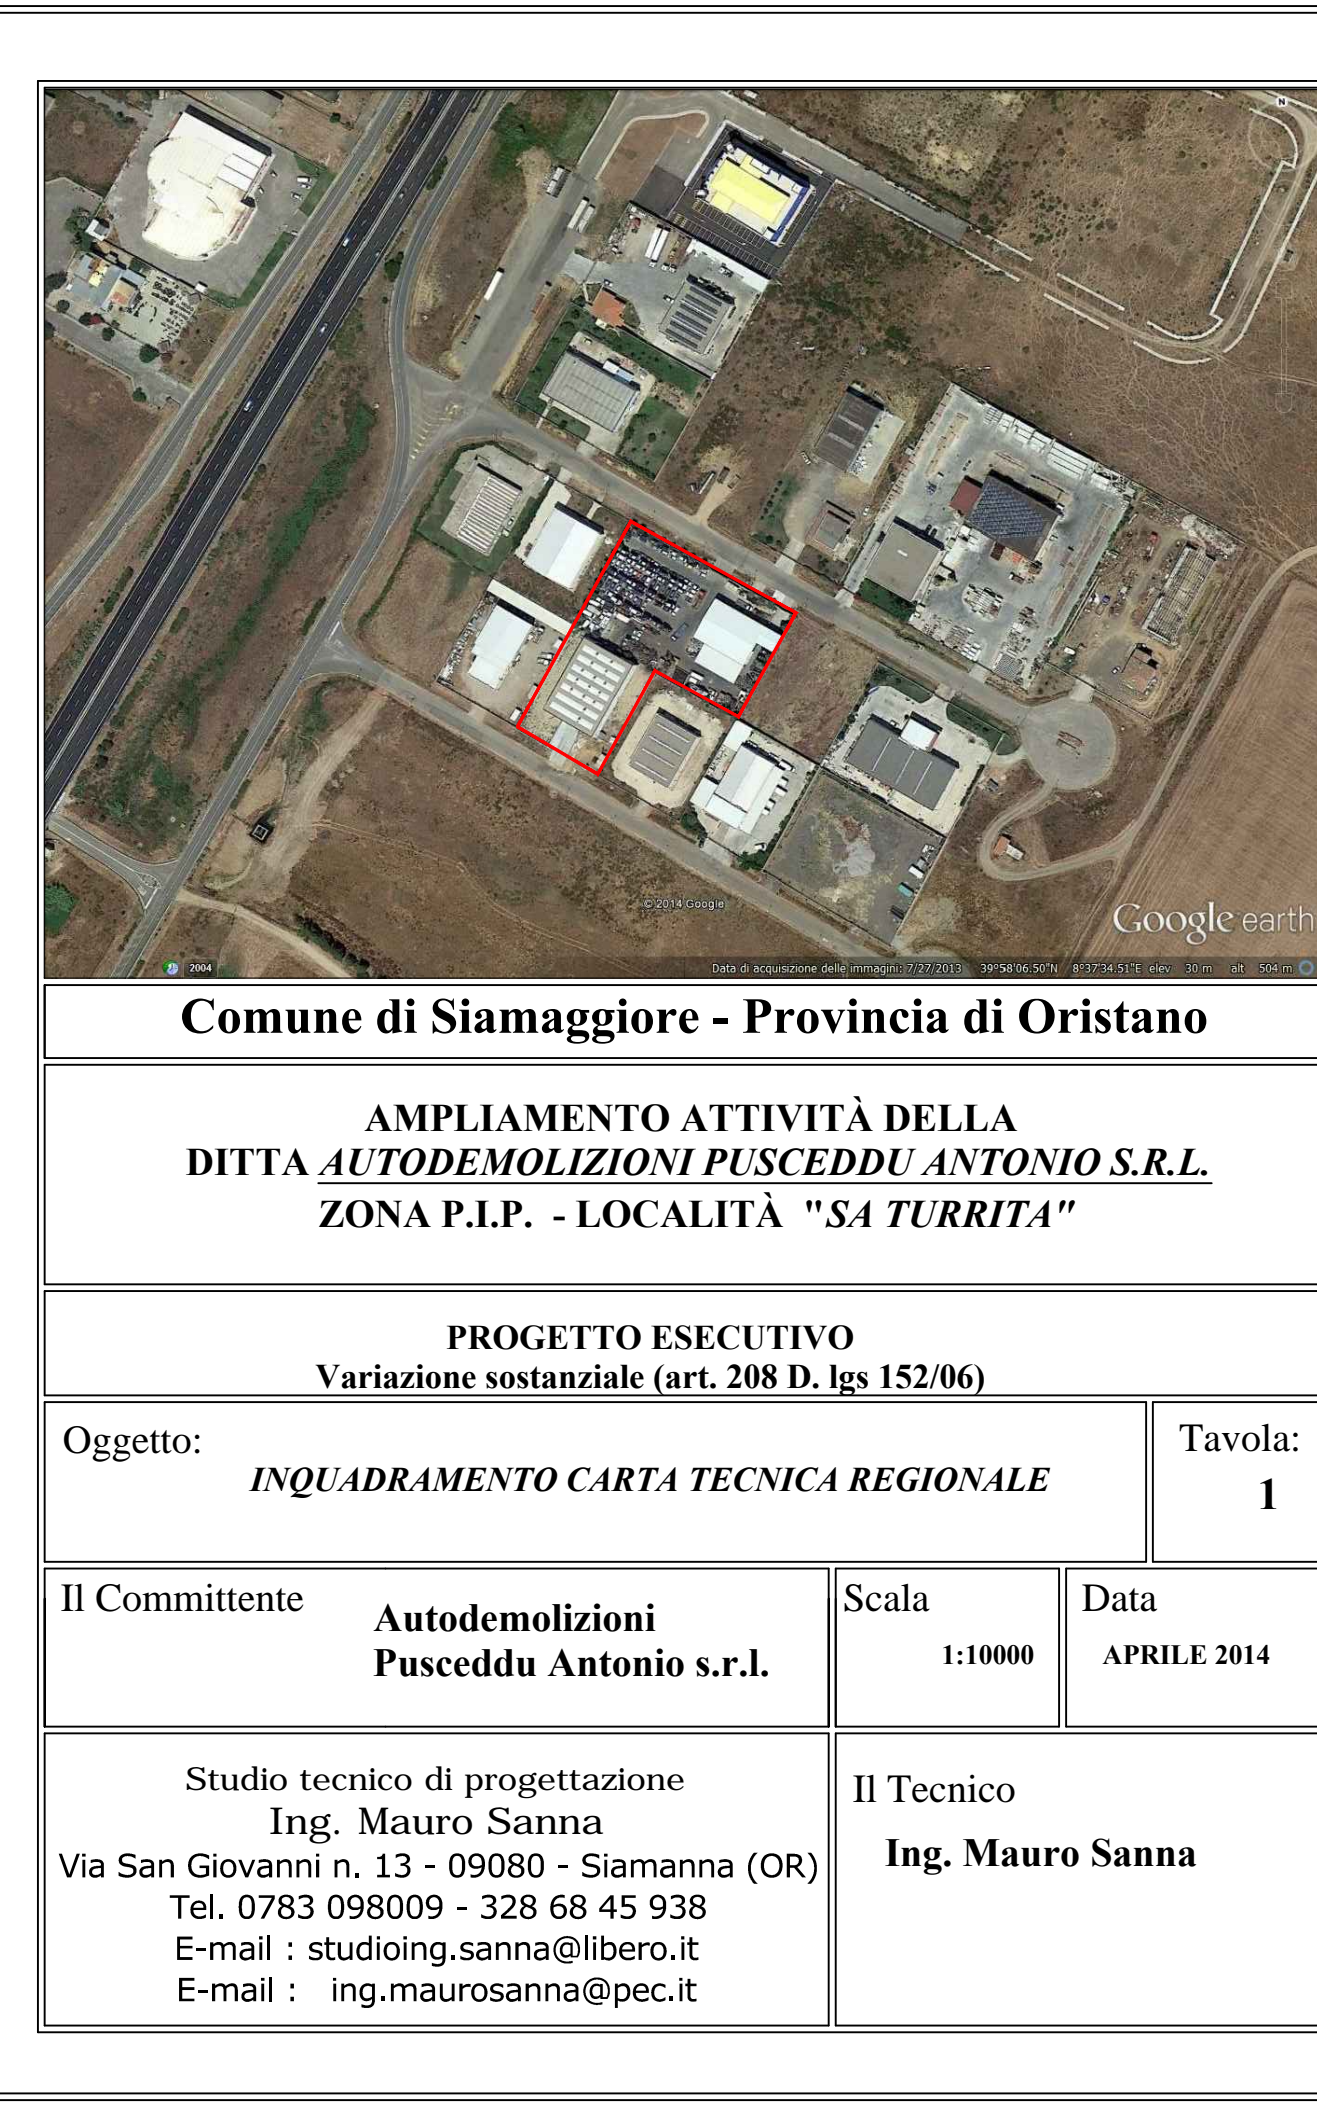 N
© 2014 Google
Google earth
2004
Data di acquisizione delle immagini: 7/27/2013 39°58'06.50"N 8°37'34.51"E elev 30 m alt 504 m
Comune di Siamaggiore - Provincia di Oristano
AMPLIAMENTO ATTIVITÀ DELLA
DITTA AUTODEMOLIZIONI PUSCEDDU ANTONIO S.R.L.
ZONA P.I.P. - LOCALITÀ "SA TURRITA"
PROGETTO ESECUTIVO
Variazione sostanziale (art. 208 D. lgs 152/06)
Oggetto:
INQUADRAMENTO CARTA TECNICA REGIONALE
Tavola:
1
Il Committente
Autodemolizioni
Pusceddu Antonio s.r.l.
Scala
1:10000
Data
APRILE 2014
Studio tecnico di progettazione
Ing. Mauro Sanna
Via San Giovanni n. 13 - 09080 - Siamanna (OR)
Tel. 0783 098009 - 328 68 45 938
E-mail : studioing.sanna@libero.it
E-mail : ing.maurosanna@pec.it
Il Tecnico
Ing. Mauro Sanna